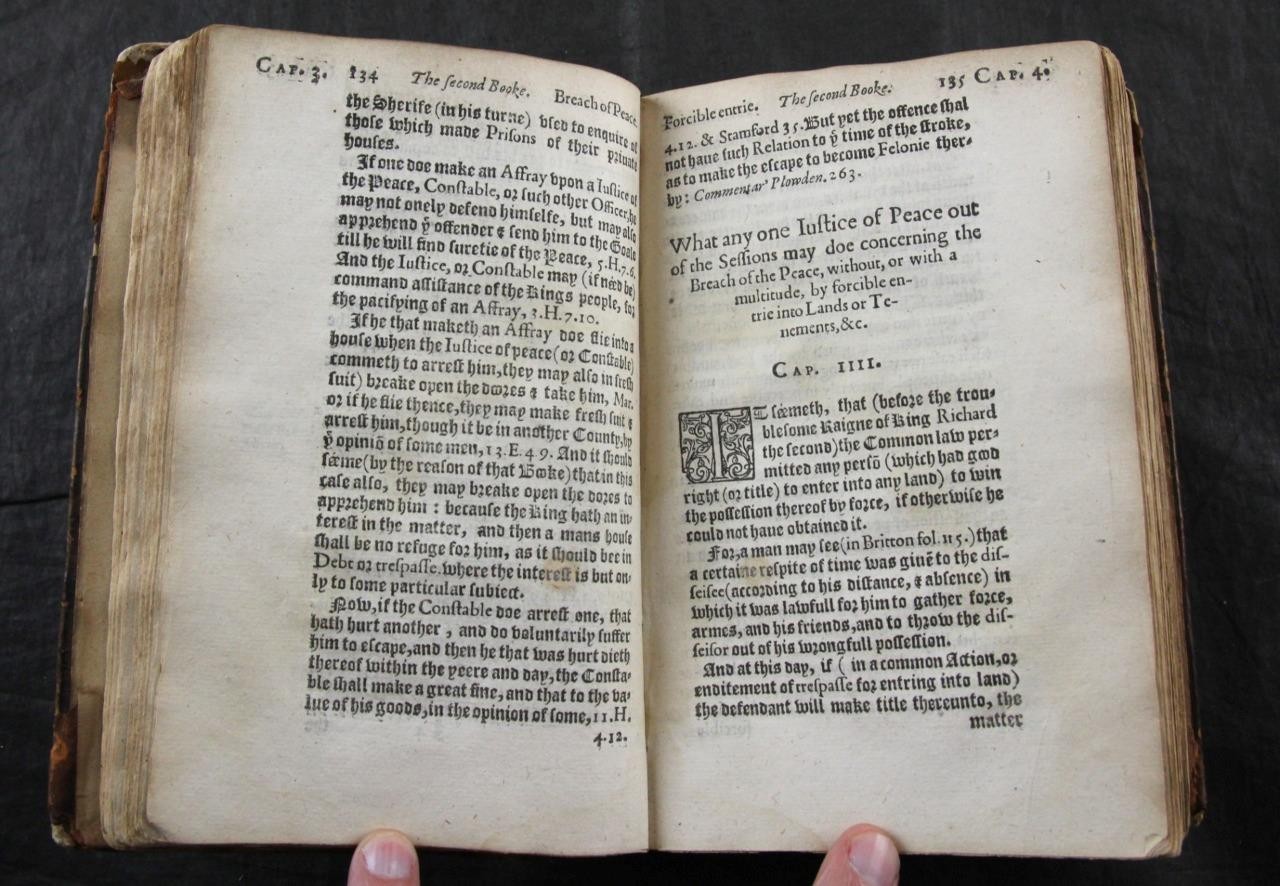 CAP. 3. 134 The ſecond Booke. Breach of Peace.
the Sherife (in his turne) vſed to enquire of
thoſe which made Priſons of their priuate
houſes.
If one doe make an Affray vpon a Iuſtice of
the Peace, Conſtable, or ſuch other Officer, he
may not onely defend himſelfe, but may alſo
apprehend yͤ offender & ſend him to the Goale
till he will find ſuretie of the Peace, 5.H.7.6.
And the Iuſtice, or Conſtable may (if néed be)
command aſſiſtance of the Kings people, for
the pacifying of an Affray, 3.H.7.10.
If he that maketh an Affray doe flie into a
houſe when the Iuſtice of peace (or Conſtable)
commeth to arreſt him, they may alſo in freſh
ſuit) breake open the doores & take him, Mar.
or if he flie thence, they may make freſh ſuit &
arreſt him, though it be in another County, by
yͤ opiniō of ſome men, 13.E.4 9. And it ſhould
ſéeme (by the reaſon of that Booke) that in this
caſe alſo, they may breake open the dores to
apprehend him : becauſe the King hath an in-
tereſt in the matter, and then a mans houſe
ſhall be no refuge for him, as it ſhould bee in
Debt or treſpaſſe. where the intereſt is but on-
ly to ſome particular ſubiect.
Now, if the Conſtable doe arreſt one, that
hath hurt another , and do voluntarily ſuffer
him to eſcape, and then he that was hurt dieth
thereof within the yeere and day, the Conſta-
ble ſhall make a great fine, and that to the va-
lue of his goods, in the opinion of ſome, 11.H.
4.12.
Forcible entrie. The ſecond Booke. 135 CAP. 4.
4.12. & Stamford 35. But yet the offence ſhal
not haue ſuch Relation to yͤ time of the ſtroke,
as to make the eſcape to become Felonie ther-
by : Commentar' Plowden. 263.
What any one Iuſtice of Peace out
of the Seſſions may doe concerning the
Breach of the Peace, without, or with a
multitude, by forcible en-
trie into Lands or Te-
nements, &c.
CAP. IIII.
IT ſéemeth, that (before the trou-
bleſome Raigne of King Richard
the ſecond) the Common law per-
mitted any perſō (which had good
right (or title) to enter into any land) to win
the poſſeſſion thereof by force, if otherwiſe he
could not haue obtained it.
For, a man may ſee (in Britton fol. 115.) that
a certaine reſpite of time was giuē to the diſ-
ſeiſee (according to his diſtance, & abſence) in
which it was lawfull for him to gather force,
armes, and his friends, and to throw the diſ-
ſeiſor out of his wrongfull poſſeſſion.
And at this day, if ( in a common Action, or
enditement of treſpaſſe for entring into land)
the defendant will make title thereunto, the
matter